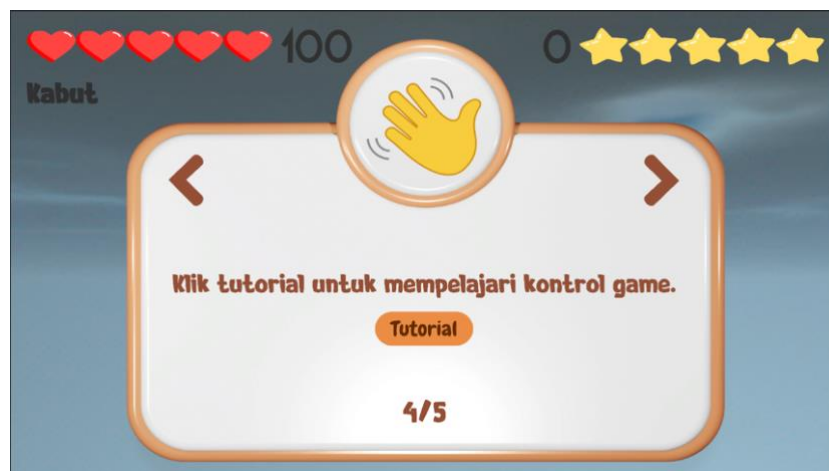 100
0
Kabut
Klik tutorial untuk mempelajari kontrol game.
Tutorial
4/5